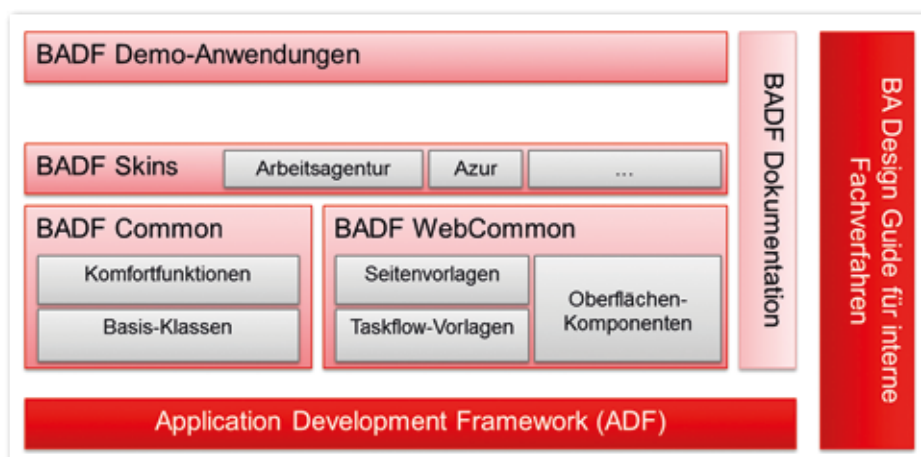 BADF Demo-Anwendungen
BADF Skins
Arbeitsagentur
Azur
...
BADF Common
Komfortfunktionen
Basis-Klassen
BADF WebCommon
Seitenvorlagen
Taskflow-Vorlagen
Oberflächen-
Komponenten
BADF Dokumentation
BA Design Guide für interne
Fachverfahren
Application Development Framework (ADF)